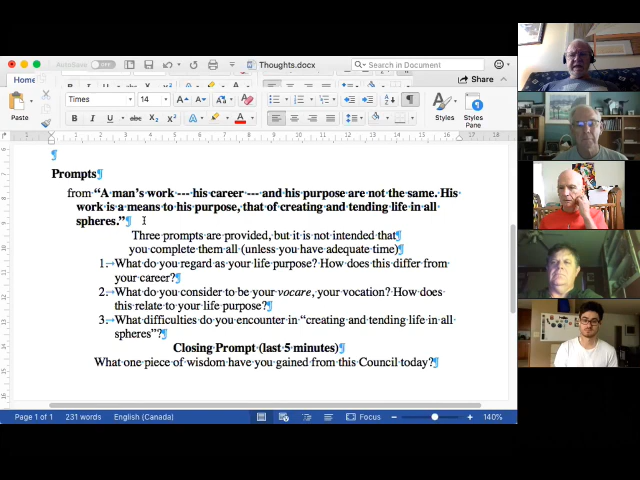 AutoSave OFF
Thoughts.docx
Search in Document
Home
Share
Paste
Times
14
Styles
Styles Pane
B I U abc
Prompts¶
from "A man's work --- his career --- and his purpose are not the same. His
work is a means to his purpose, that of creating and tending life in all
spheres."¶
Three prompts are provided, but it is not intended that¶
you complete them all (unless you have adequate time)¶
1. What do you regard as your life purpose? How does this differ from
your career?¶
2. What do you consider to be your vocare, your vocation? How does
this relate to your life purpose?¶
3. What difficulties do you encounter in "creating and tending life in all
spheres"?¶
Closing Prompt (last 5 minutes)¶
What one piece of wisdom have you gained from this Council today?¶
Page 1 of 1 231 words English (Canada) Focus 140%